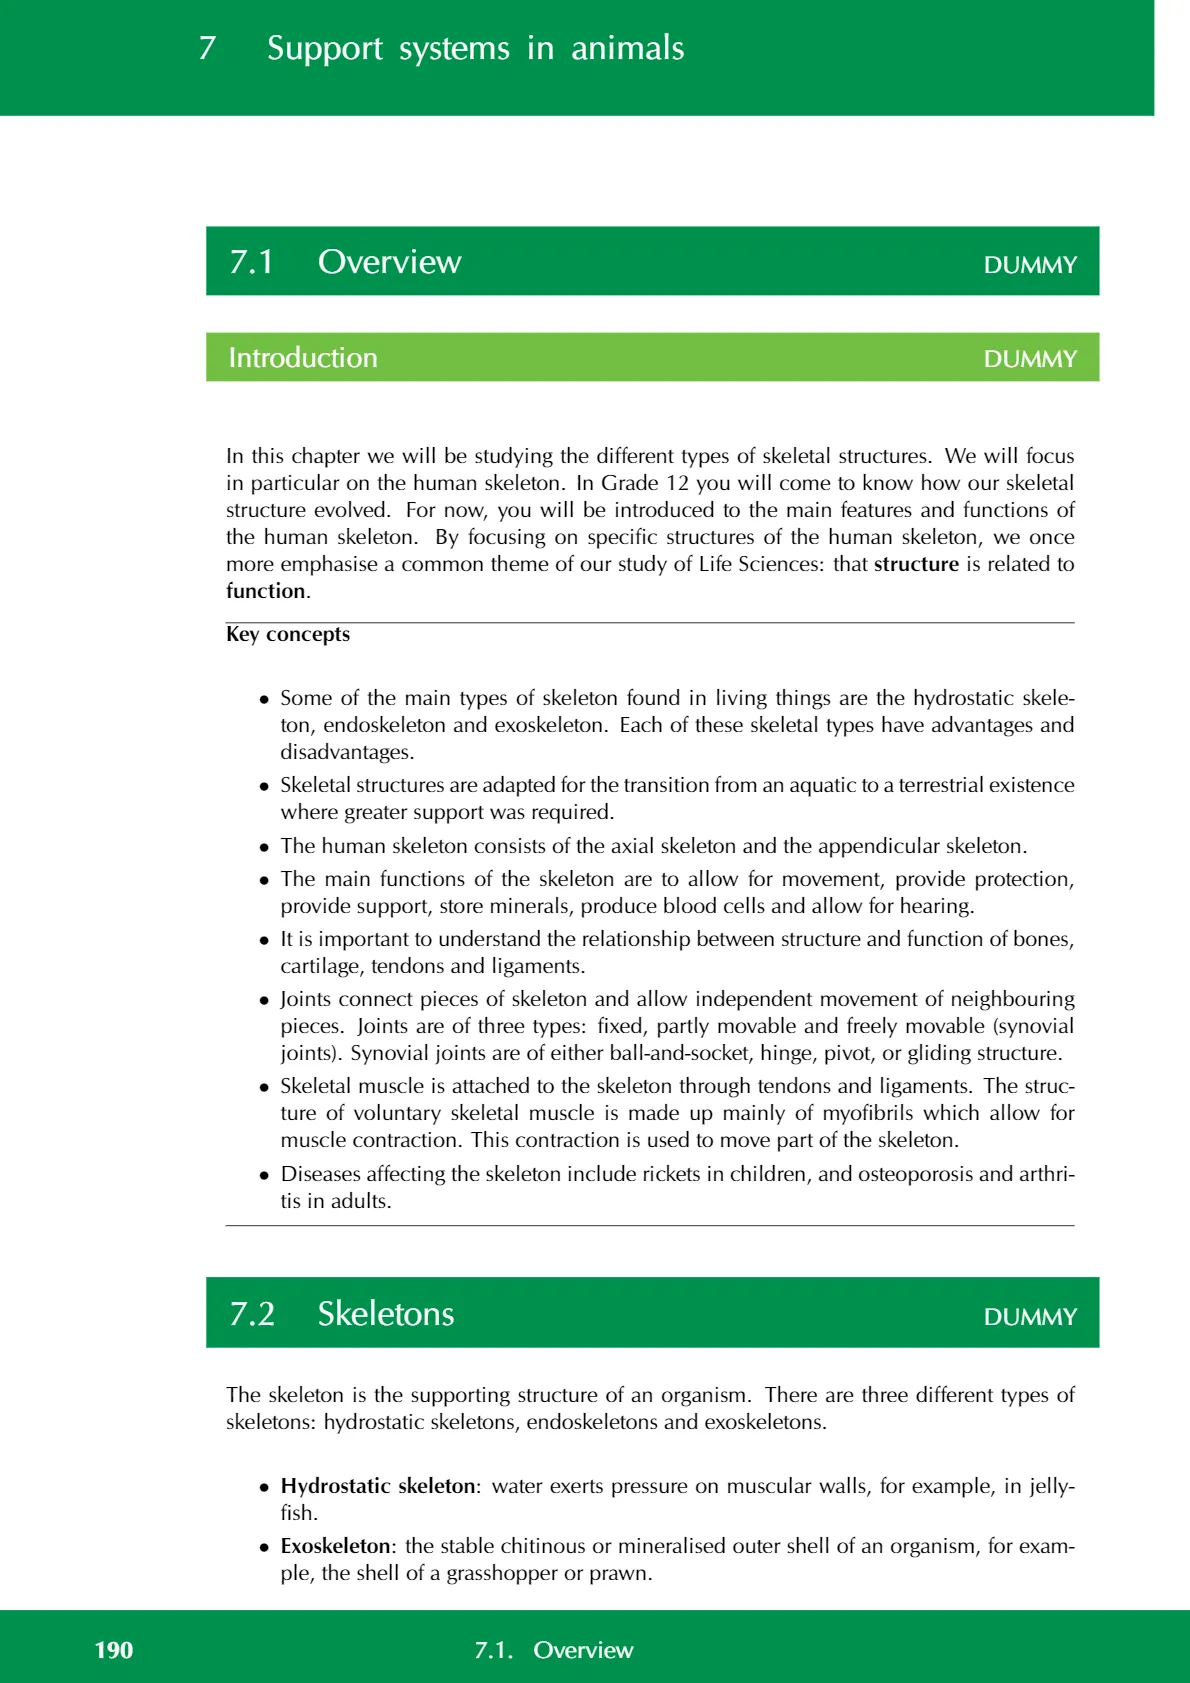 7 Support systems in animals
7.1 Overview DUMMY
Introduction DUMMY
In this chapter we will be studying the different types of skeletal structures. We will focus
in particular on the human skeleton. In Grade 12 you will come to know how our skeletal
structure evolved. For now, you will be introduced to the main features and functions of
the human skeleton. By focusing on specific structures of the human skeleton, we once
more emphasise a common theme of our study of Life Sciences: that structure is related to
function.
Key concepts
• Some of the main types of skeleton found in living things are the hydrostatic skele-
ton, endoskeleton and exoskeleton. Each of these skeletal types have advantages and
disadvantages.
• Skeletal structures are adapted for the transition from an aquatic to a terrestrial existence
where greater support was required.
• The human skeleton consists of the axial skeleton and the appendicular skeleton.
• The main functions of the skeleton are to allow for movement, provide protection,
provide support, store minerals, produce blood cells and allow for hearing.
• It is important to understand the relationship between structure and function of bones,
cartilage, tendons and ligaments.
• Joints connect pieces of skeleton and allow independent movement of neighbouring
pieces. Joints are of three types: fixed, partly movable and freely movable (synovial
joints). Synovial joints are of either ball-and-socket, hinge, pivot, or gliding structure.
• Skeletal muscle is attached to the skeleton through tendons and ligaments. The struc-
ture of voluntary skeletal muscle is made up mainly of myofibrils which allow for
muscle contraction. This contraction is used to move part of the skeleton.
• Diseases affecting the skeleton include rickets in children, and osteoporosis and arthri-
tis in adults.
7.2 Skeletons DUMMY
The skeleton is the supporting structure of an organism. There are three different types of
skeletons: hydrostatic skeletons, endoskeletons and exoskeletons.
• Hydrostatic skeleton: water exerts pressure on muscular walls, for example, in jelly-
fish.
• Exoskeleton: the stable chitinous or mineralised outer shell of an organism, for exam-
ple, the shell of a grasshopper or prawn.
190 7.1. Overview